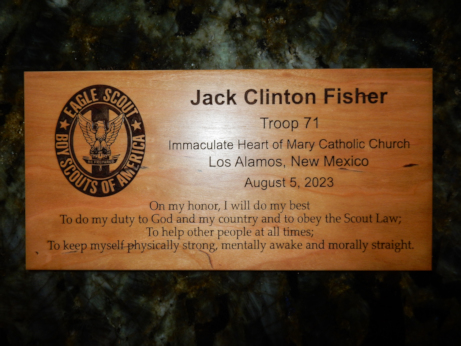 EAGLE SCOUT
BOY SCOUTS OF AMERICA
Jack Clinton Fisher
Troop 71
Immaculate Heart of Mary Catholic Church
Los Alamos, New Mexico
August 5, 2023
On my honor, I will do my best
To do my duty to God and my country and to obey the Scout Law;
To help other people at all times;
To keep myself physically strong, mentally awake and morally straight.